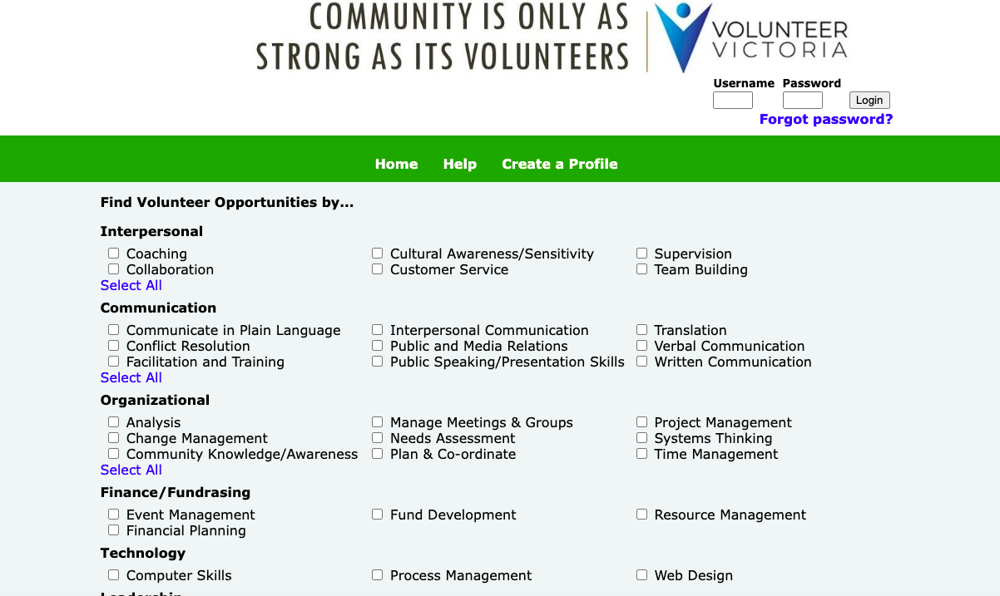 COMMUNITY IS ONLY AS
STRONG AS ITS VOLUNTEERS
VOLUNTEER
VICTORIA
Username Password
Login
Forgot password?
Home Help Create a Profile
Find Volunteer Opportunities by...
Interpersonal
Coaching Cultural Awareness/Sensitivity Supervision
Collaboration Customer Service Team Building
Select All
Communication
Communicate in Plain Language Interpersonal Communication Translation
Conflict Resolution Public and Media Relations Verbal Communication
Facilitation and Training Public Speaking/Presentation Skills Written Communication
Select All
Organizational
Analysis Manage Meetings & Groups Project Management
Change Management Needs Assessment Systems Thinking
Community Knowledge/Awareness Plan & Co-ordinate Time Management
Select All
Finance/Fundrasing
Event Management Fund Development Resource Management
Financial Planning
Technology
Computer Skills Process Management Web Design
Leadership